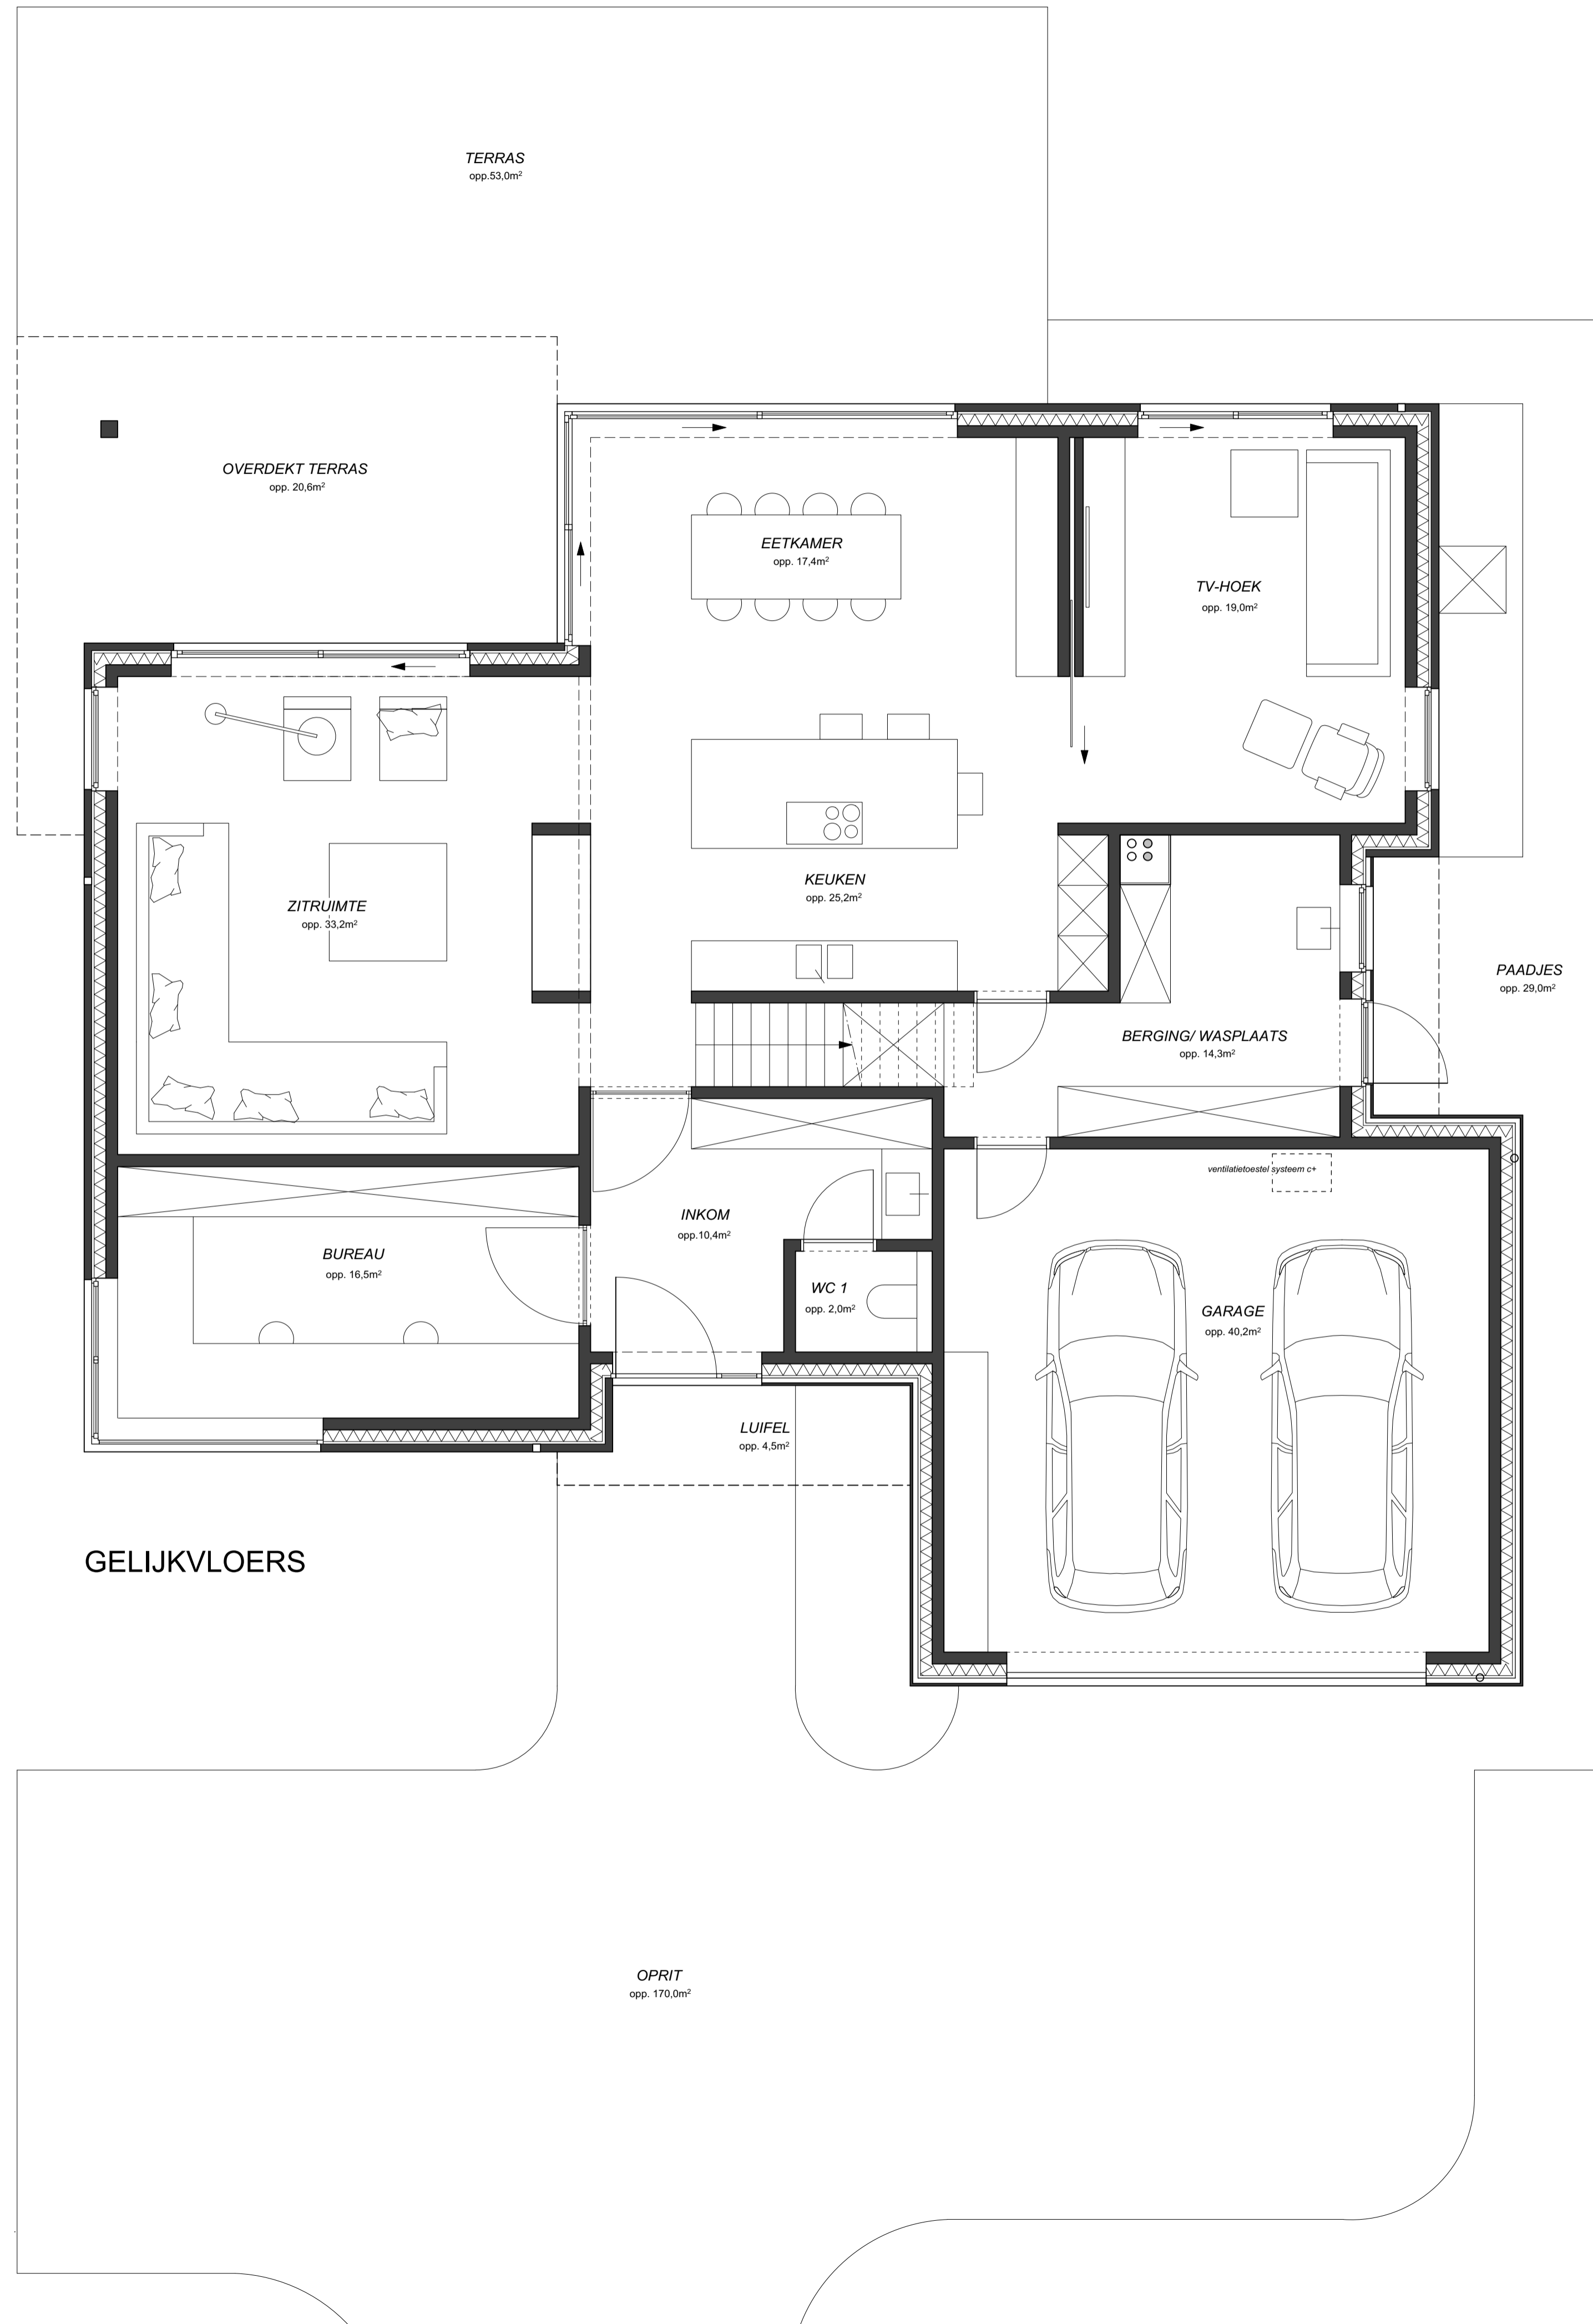 TERRAS
opp.53,0m²
OVERDEKT TERRAS
opp. 20,6m²
EETKAMER
opp. 17,4m²
TV-HOEK
opp. 19,0m²
KEUKEN
opp. 25,2m²
ZITRUIMTE
opp. 33,2m²
PAADJES
opp. 29,0m²
BERGING/ WASPLAATS
opp. 14,3m²
ventilatietoestel systeem c+
INKOM
opp.10,4m²
BUREAU
opp. 16,5m²
WC 1
opp. 2,0m²
GARAGE
opp. 40,2m²
LUIFEL
opp. 4,5m²
GELIJKVLOERS
OPRIT
opp. 170,0m²